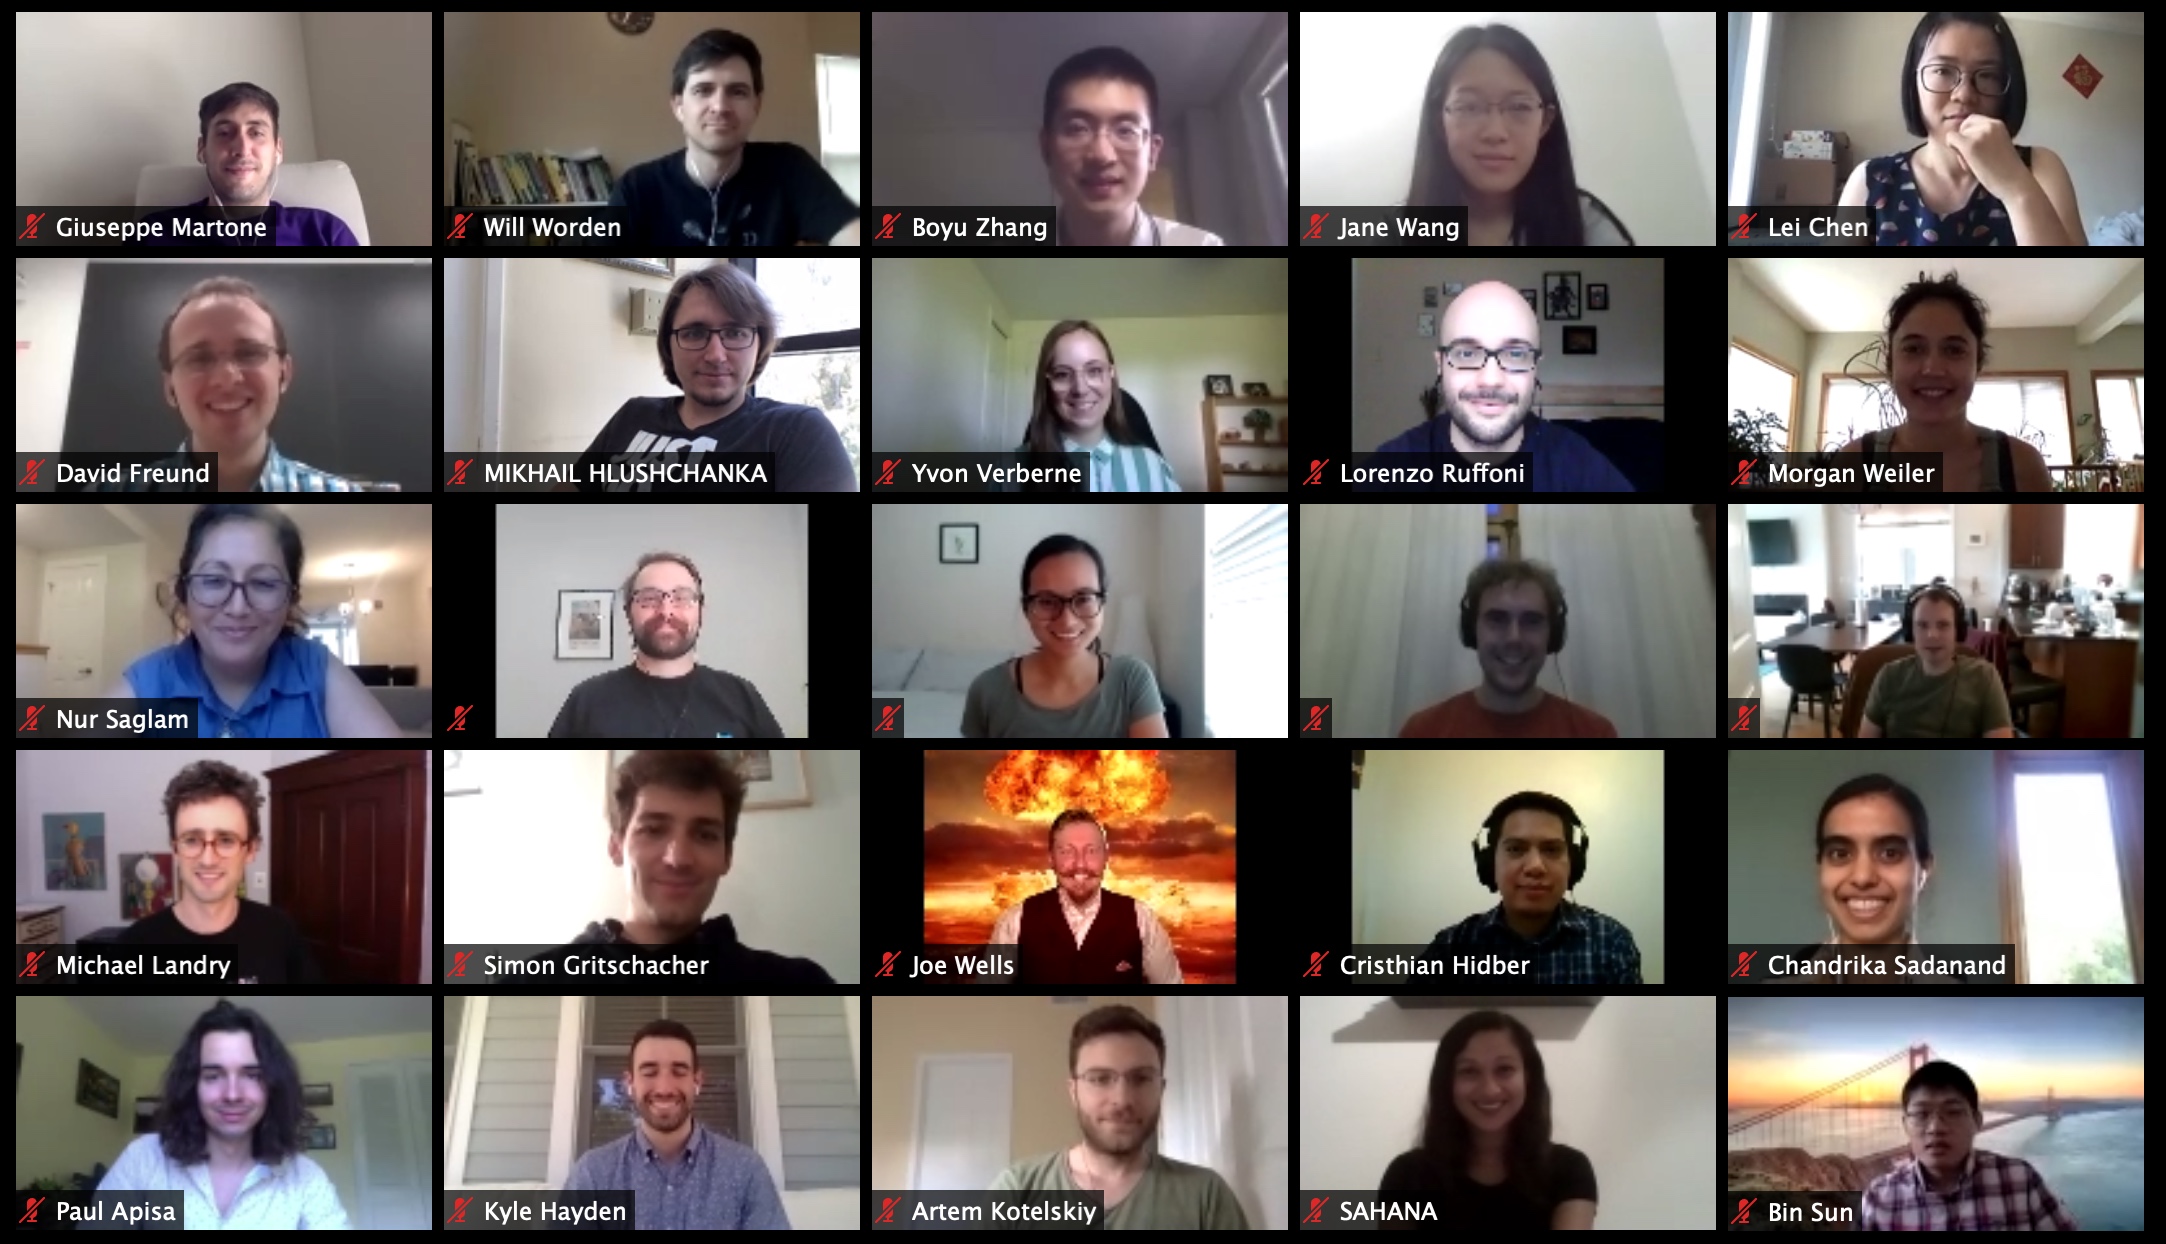 Giuseppe Martone
Will Worden
Boyu Zhang
Jane Wang
Lei Chen
福
David Freund
MIKHAIL HLUSHCHANKA
JUST
Yvon Verberne
Lorenzo Ruffoni
Morgan Weiler
Nur Saglam
Michael Landry
Simon Gritschacher
Joe Wells
Cristhian Hidber
Chandrika Sadanand
Paul Apisa
Kyle Hayden
Artem Kotelskiy
SAHANA
Bin Sun